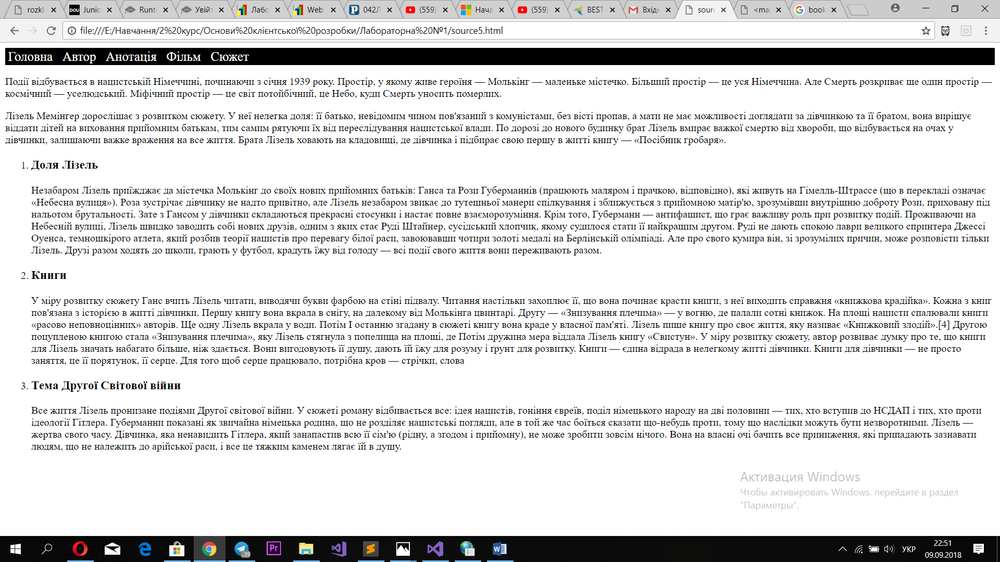 rozkl Junio Runti Увійт Лабо Web 042Л (559) Нача (559) BEST Вхідн sourc <ma book
file:///E:/Навчання/2%20курс/Основи%20клієнтської%20розробки/Лабораторна%20№1/source5.html
Головна Автор Анотація Фільм Сюжет
Події відбувається в нацистській Німеччині, починаючи з січня 1939 року. Простір, у якому живе героїня — Молькінг — маленьке містечко. Більший простір — це уся Німеччина. Але Смерть розкриває ще один простір —
космічний — уселюдський. Міфічний простір — це світ потойбічний, це Небо, куди Смерть уносить померлих.
Лізель Мемінгер дорослішає з розвитком сюжету. У неї нелегка доля: її батько, невідомим чином пов'язаний з комуністами, без вісті пропав, а мати не має можливості доглядати за дівчинкою та її братом, вона вирішує
віддати дітей на виховання прийомним батькам, тим самим рятуючи їх від переслідування нацистської влади. По дорозі до нового будинку брат Лізель вмирає важкої смертю від хвороби, що відбувається на очах у
дівчинки, залишаючи важке враження на все життя. Брата Лізель ховають на кладовищі, де дівчинка і підбирає свою першу в житті книгу — «Посібник гробаря».
1. Доля Лізель
Незабаром Лізель приїжджає да містечка Молькінг до своїх нових прийомних батьків: Ганса та Рози Губерманнів (працюють маляром і прачкою, відповідно), які живуть на Гімелль-Штрассе (що в перекладі означає
«Небесна вулиця»). Роза зустрічає дівчинку не надто привітно, але Лізель незабаром звикає до тутешньої манери спілкування і зближується з прийомною матір'ю, зрозумівши внутрішню доброту Рози, приховану під
нальотом брутальності. Зате з Гансом у дівчинки складаються прекрасні стосунки і настає повне взаєморозуміння. Крім того, Губерманн — антифашист, що грає важливу роль при розвитку подій. Проживаючи на
Небесній вулиці, Лізель швидко заводить собі нових друзів, одним з яких стає Руді Штайнер, сусідський хлопчик, якому судилося стати її найкращим другом. Руді не дають спокою лаври великого спринтера Джессі
Оуенса, темношкірого атлета, який розбив теорії нацистів про перевагу білої раси, завоювавши чотири золоті медалі на Берлінській олімпіаді. Але про свого кумира він, зі зрозумілих причин, може розповісти тільки
Лізель. Друзі разом ходять до школи, грають у футбол, крадуть їжу від голоду — всі події свого життя вони переживають разом.
2. Книги
У міру розвитку сюжету Ганс вчить Лізель читати, виводячи букви фарбою на стіні підвалу. Читання настільки захоплює її, що вона починає красти книги, з неї виходить справжня «книжкова крадійка». Кожна з книг
пов'язана з історією в житті дівчинки. Першу книгу вона вкрала в снігу, на далекому від Молькінга цвинтарі. Другу — «Знизування плечима» — у вогню, де палали сотні книжок. На площі нацисти спалювали книги
«расово неповноцінних» авторів. Ще одну Лізель вкрала у води. Потім І останню згадану в сюжеті книгу вона краде у власної пам'яті. Лізель пише книгу про своє життя, яку називає «Книжковий злодій».[4] Другою
поцупленою книгою стала «Знизування плечима», яку Лізель стягнула з попелища на площі, де Потім дружина мера віддала Лізель книгу «Свистун». У міру розвитку сюжету, автор розвиває думку про те, що книги
для Лізель значать набагато більше, ніж здається. Вони вигодовують її душу, дають їй їжу для розуму і ґрунт для розвитку. Книги — єдина відрада в нелегкому житті дівчинки. Книги для дівчинки — не просто
заняття, це її порятунок, її серце. Для того щоб серце працювало, потрібна кров — стрічки, слова
3. Тема Другої Світової війни
Все життя Лізель пронизане подіями Другої світової війни. У сюжеті роману відбивається все: ідея нацистів, гоніння євреїв, поділ німецького народу на дві половини — тих, хто вступив до НСДАП і тих, хто проти
ідеології Гітлера. Губерманни показані як звичайна німецька родина, що не розділяє нацистські погляди, але в той же час боїться сказати що-небудь проти, тому що наслідки можуть бути незворотними. Лізель —
жертва свого часу. Дівчинка, яка ненавидить Гітлера, який занапастив всю її сім'ю (рідну, а згодом і прийомну), не може зробити зовсім нічого. Вона на власні очі бачить все приниження, які припадають зазнавати
людям, що не належить до арійської раси, і все це тяжким каменем лягає їй в душу.
Активация Windows
Чтобы активировать Windows, перейдите в раздел
"Параметры".
39
УКР
22:51
09.09.2018